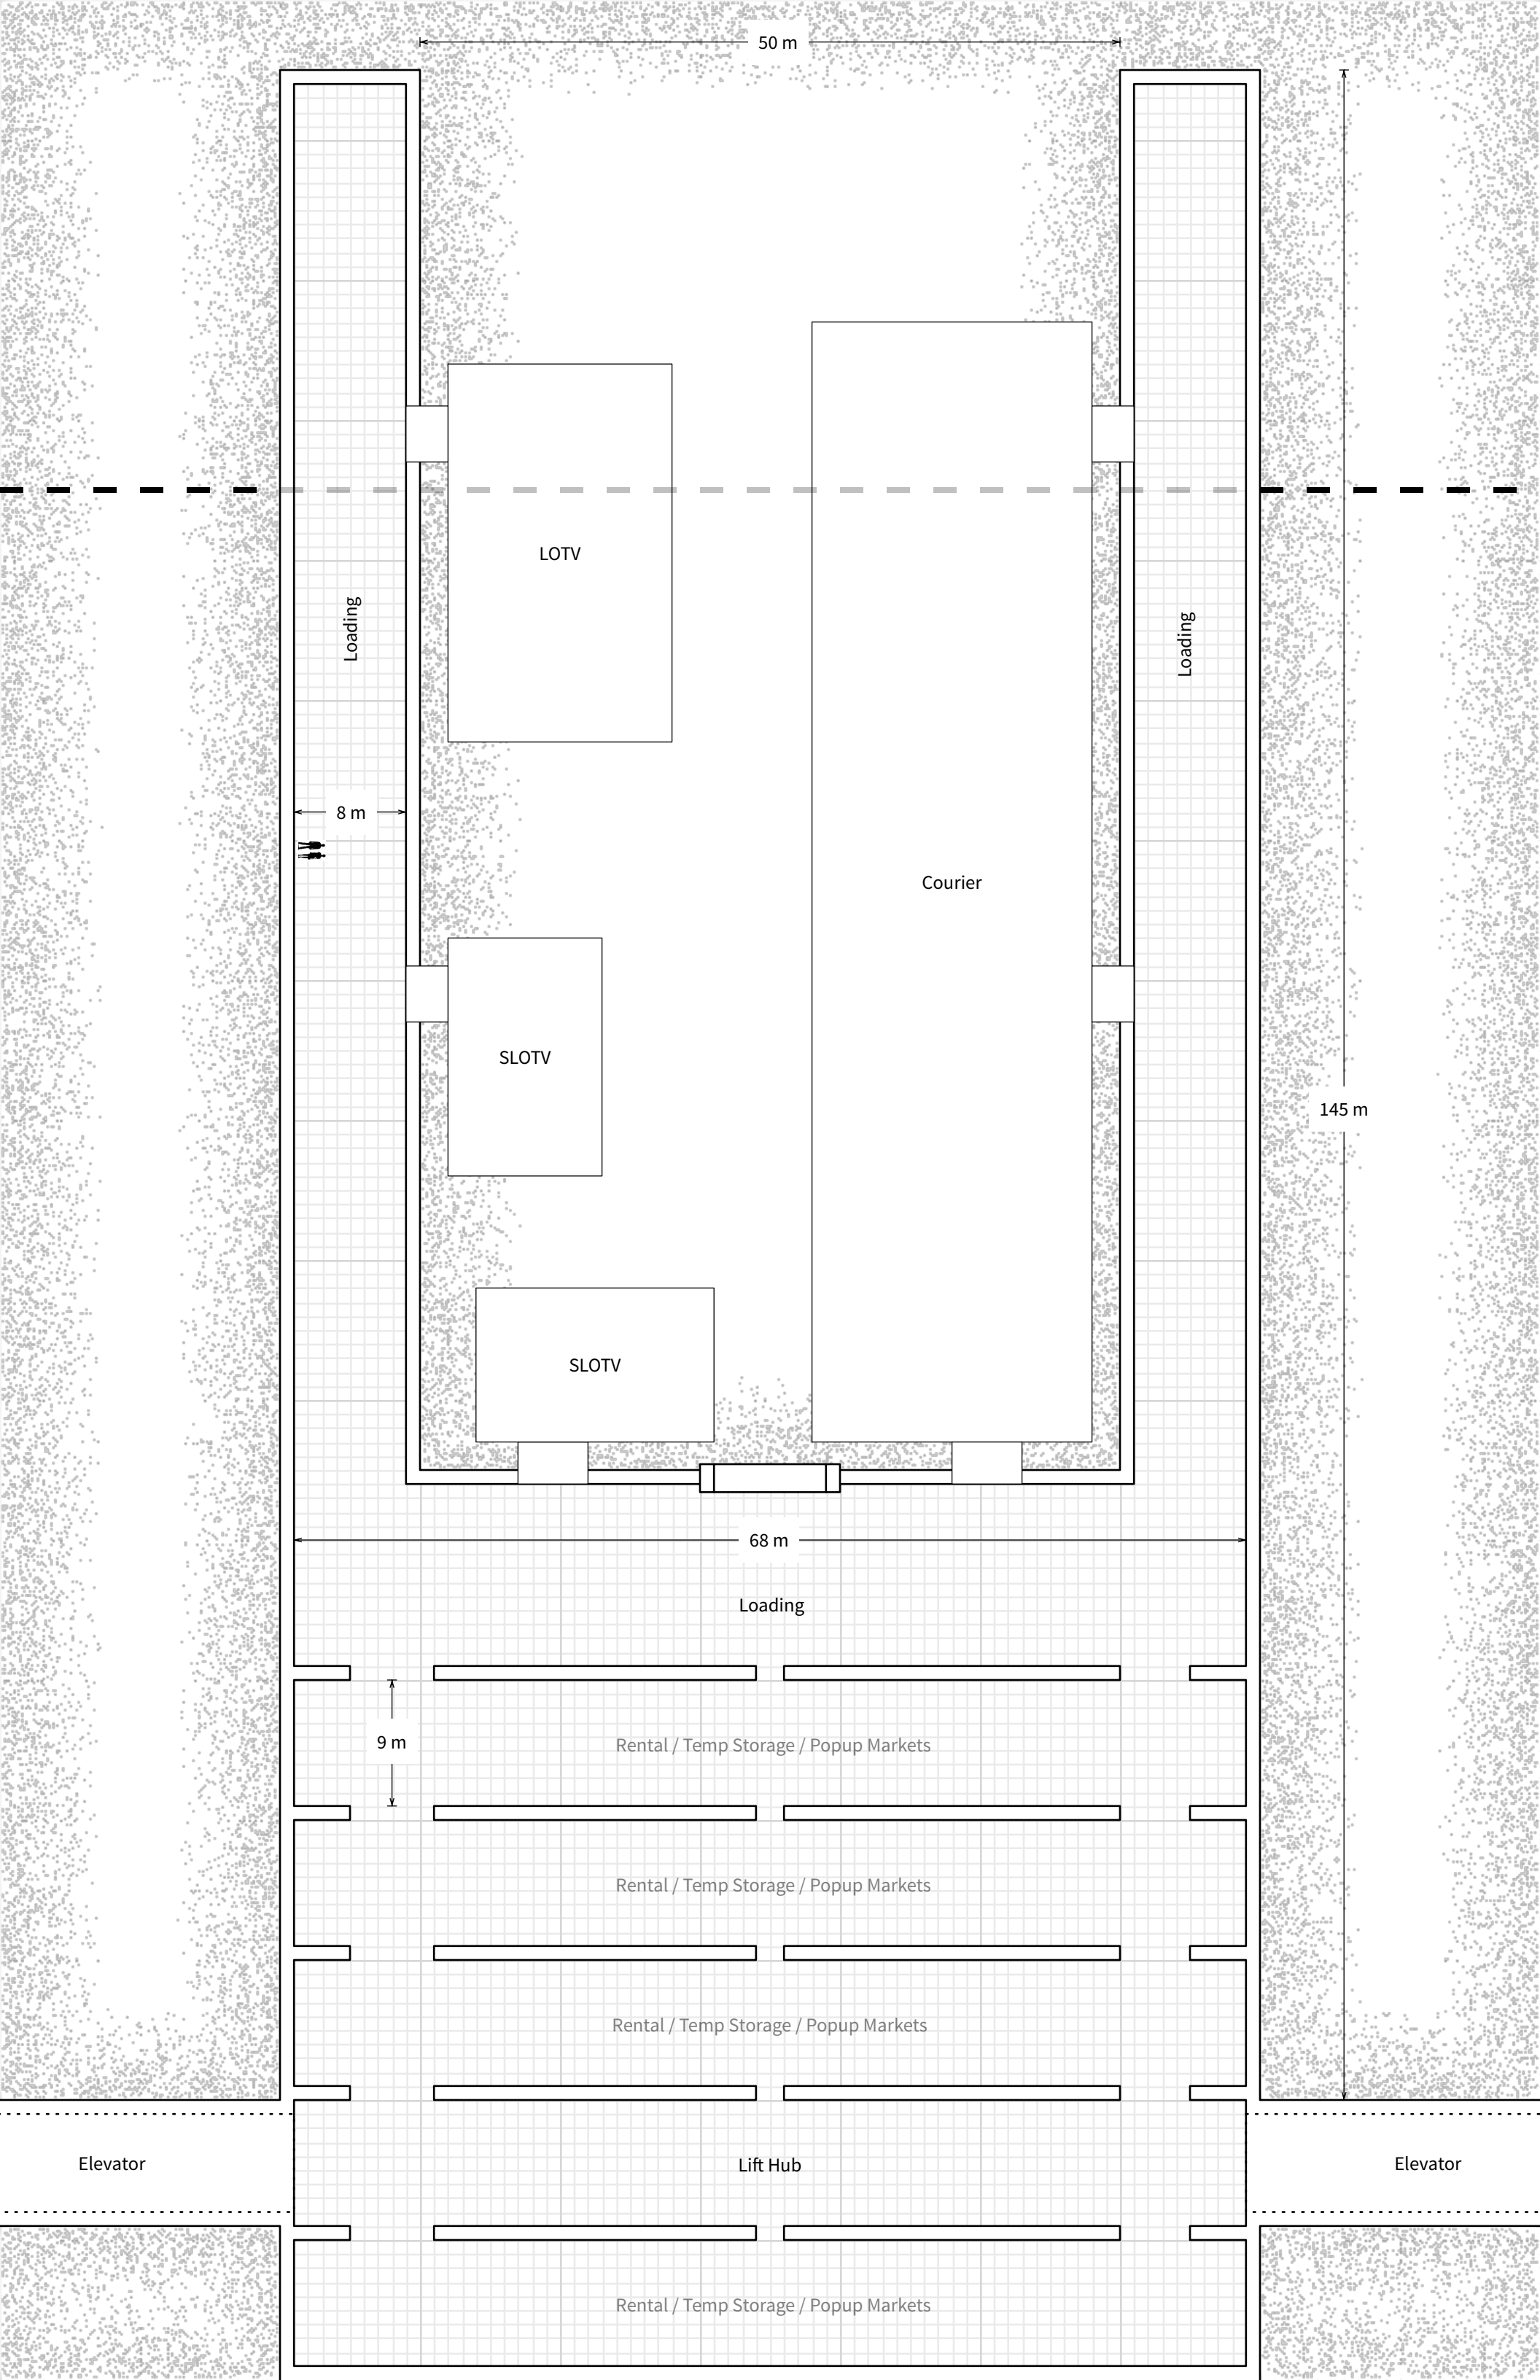 50 m
LOTV
Loading
Loading
8 m
Courier
SLOTV
145 m
SLOTV
68 m
Loading
9 m
Rental / Temp Storage / Popup Markets
Rental / Temp Storage / Popup Markets
Rental / Temp Storage / Popup Markets
Elevator
Lift Hub
Elevator
Rental / Temp Storage / Popup Markets